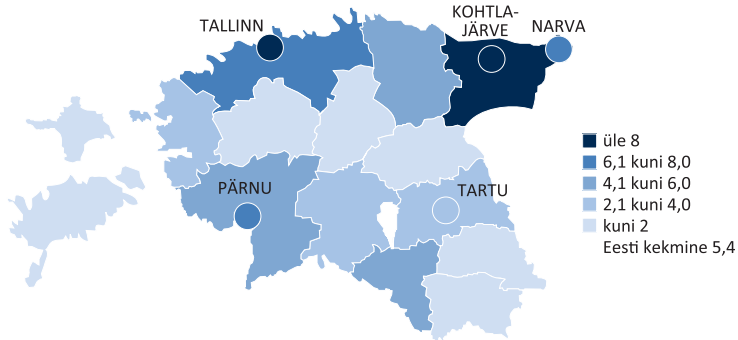 TALLINN
KOHTLA-
JÄRVE
NARVA
PÄRNU
TARTU
üle 8
6,1 kuni 8,0
4,1 kuni 6,0
2,1 kuni 4,0
kuni 2
Eesti kekmine 5,4